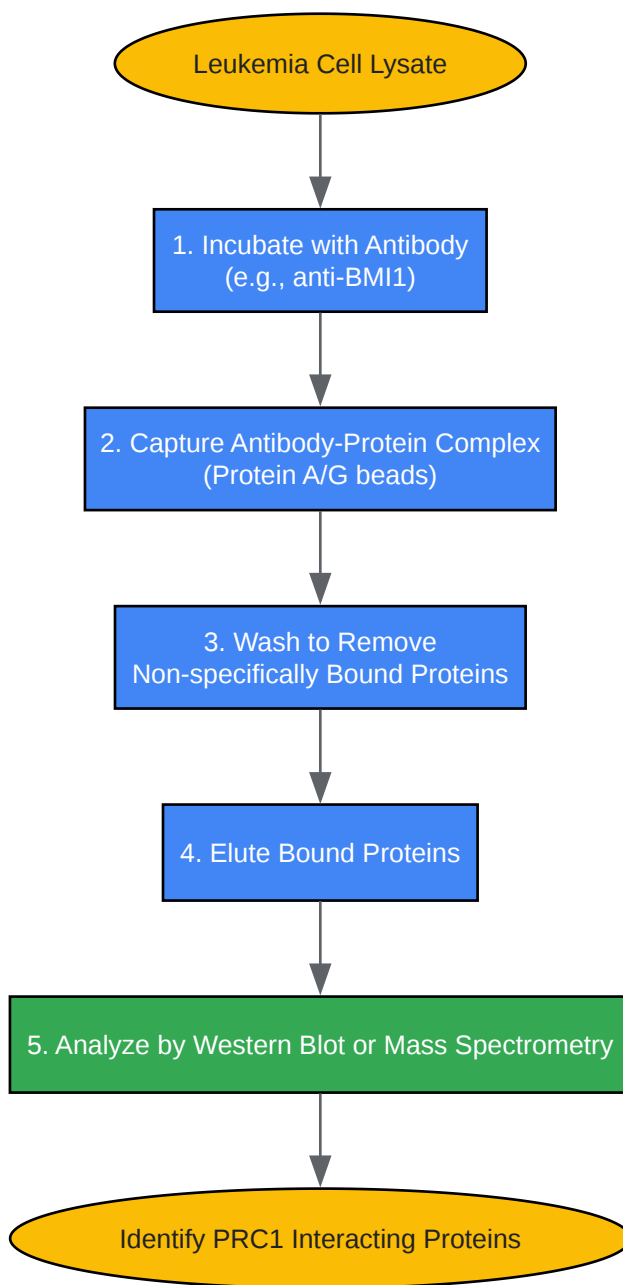 Leukemia Cell Lysate
1. Incubate with Antibody
(e.g., anti-BMI1)
2. Capture Antibody-Protein Complex
(Protein A/G beads)
3. Wash to Remove
Non-specifically Bound Proteins
4. Elute Bound Proteins
5. Analyze by Western Blot or Mass Spectrometry
Identify PRC1 Interacting Proteins